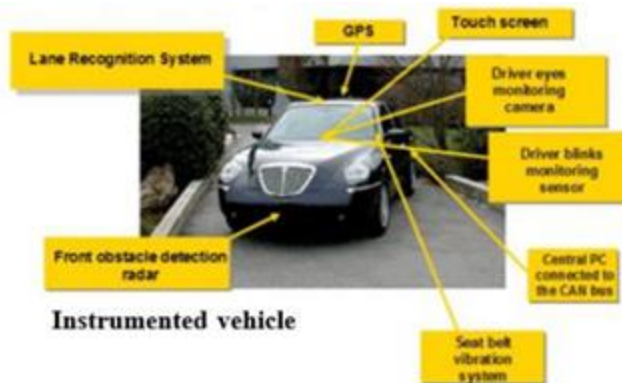 GPS
Touch screen
Lane Recognition System
Driver eyes
monitoring
camera
Driver blinks
monitoring
sensor
Front obstacle detection
radar
Central PC
connected to
the CAN bus
Instrumented vehicle
Seat belt
vibration
system